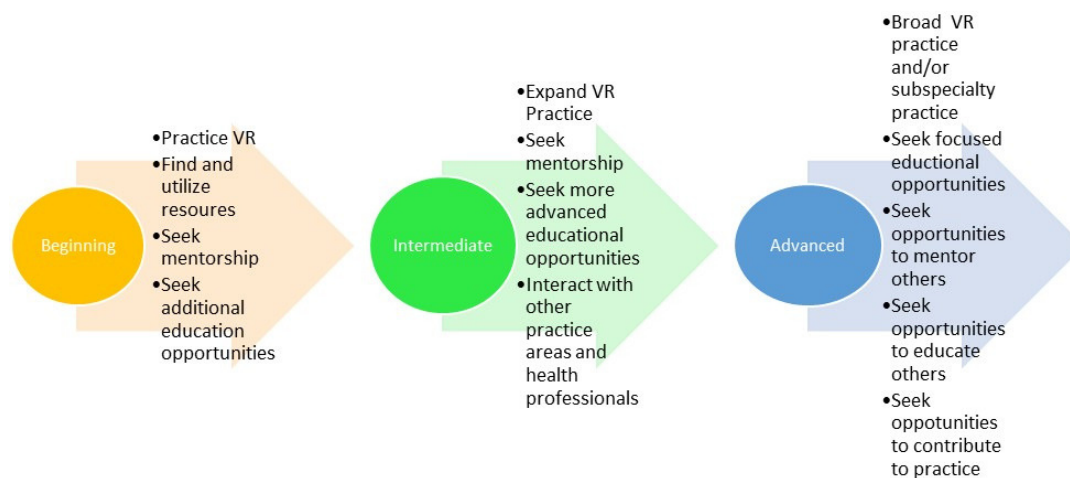 Beginning
•Practice VR
•Find and
utilize
resoures
•Seek
mentorship
•Seek
additional
education
opportunities
Intermediate
•Expand VR
Practice
•Seek
mentorship
•Seek more
advanced
educational
opportunities
•Interact with
other
practice
areas and
health
professionals
Advanced
•Broad  VR
practice
and/or
subspecialty
practice
•Seek focused
eductional
opportunities
•Seek
opportunities
to mentor
others
•Seek
opportunities
to educate
others
•Seek
oppotunities
to contribute
to practice